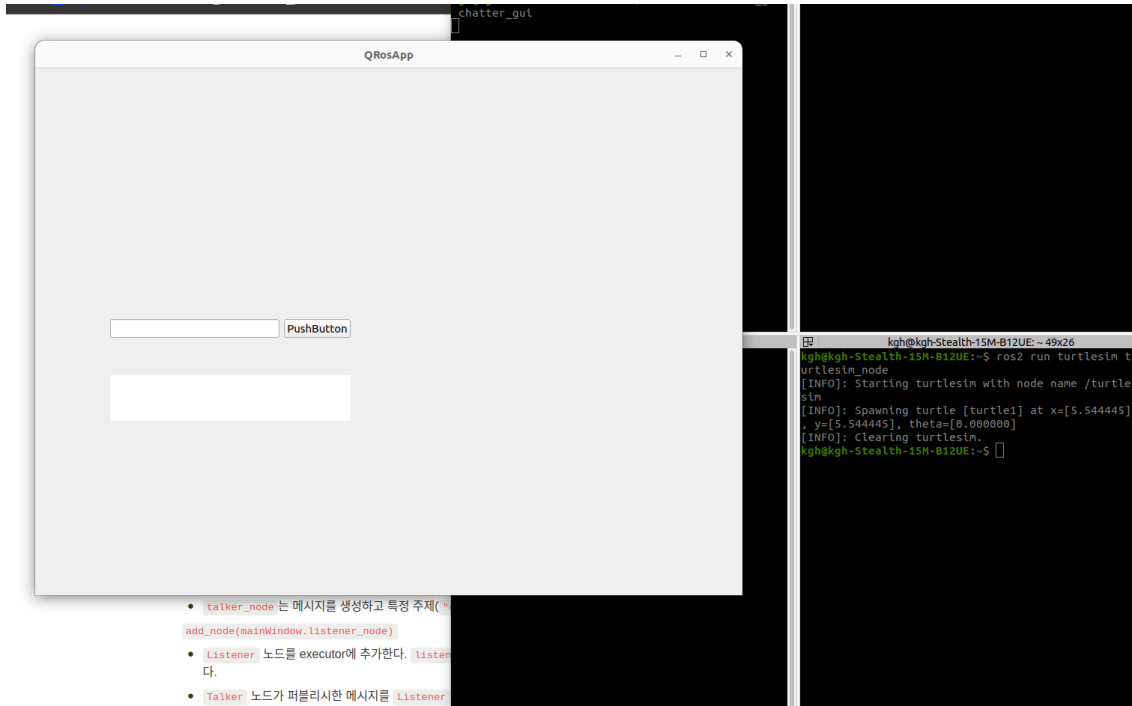 _chatter_gui
QRosApp
PushButton
kgh@kgh-Stealth-15M-B12UE: ~ 49x26
kgh@kgh-Stealth-15M-B12UE:~$ ros2 run turtlesim t
urtlesim_node
[INFO]: Starting turtlesim with node name /turtle
sim
[INFO]: Spawning turtle [turtle1] at x=[5.544445]
, y=[5.544445], theta=[0.000000]
[INFO]: Clearing turtlesim.
kgh@kgh-Stealth-15M-B12UE:~$
talker_node 는 메시지를 생성하고 특정 주제( "
add_node(mainWindow.listener_node)
Listener 노드를 executor에 추가한다. listen
다.
Talker 노드가 퍼블리시한 메시지를 Listener